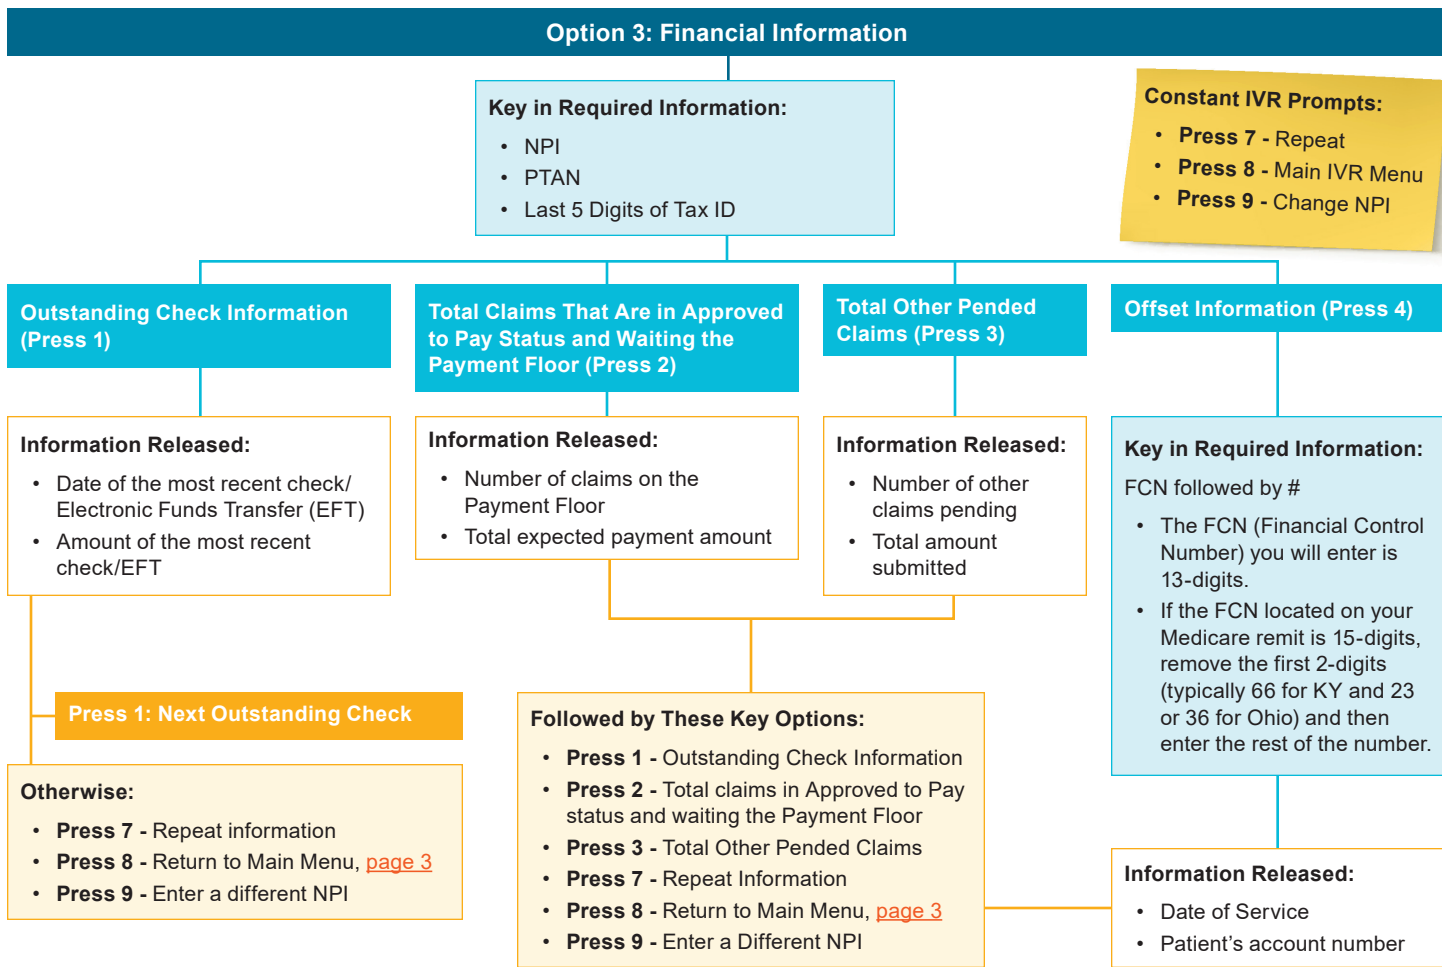 Option 3: Financial Information
Key in Required Information:
• NPI
• PTAN
• Last 5 Digits of Tax ID
Constant IVR Prompts:
• Press 7 - Repeat
• Press 8 - Main IVR Menu
• Press 9 - Change NPI
Outstanding Check Information
(Press 1)
Total Claims That Are in Approved
to Pay Status and Waiting the
Payment Floor (Press 2)
Total Other Pended
Claims (Press 3)
Offset Information (Press 4)
Information Released:
• Date of the most recent check/
Electronic Funds Transfer (EFT)
• Amount of the most recent
check/EFT
Information Released:
• Number of claims on the
Payment Floor
• Total expected payment amount
Information Released:
• Number of other
claims pending
• Total amount
submitted
Key in Required Information:
FCN followed by #
• The FCN (Financial Control
Number) you will enter is
13-digits.
• If the FCN located on your
Medicare remit is 15-digits,
remove the first 2-digits
(typically 66 for KY and 23
or 36 for Ohio) and then
enter the rest of the number.
Press 1: Next Outstanding Check
Otherwise:
• Press 7 - Repeat information
• Press 8 - Return to Main Menu, page 3
• Press 9 - Enter a different NPI
Followed by These Key Options:
• Press 1 - Outstanding Check Information
• Press 2 - Total claims in Approved to Pay
status and waiting the Payment Floor
• Press 3 - Total Other Pended Claims
• Press 7 - Repeat Information
• Press 8 - Return to Main Menu, page 3
• Press 9 - Enter a Different NPI
Information Released:
• Date of Service
• Patient's account number